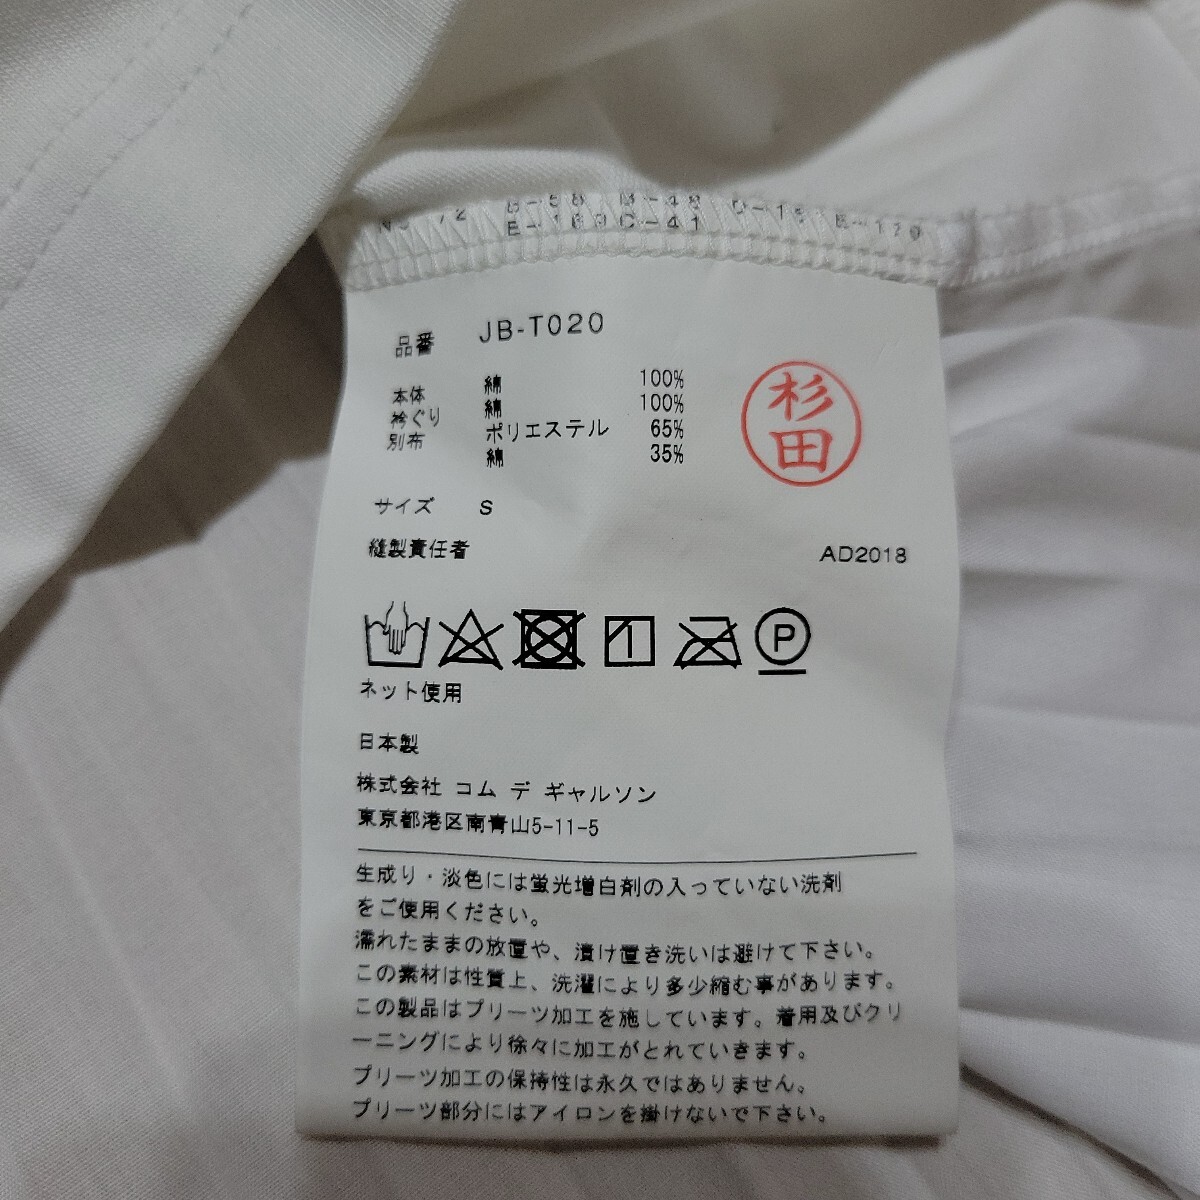 品番 JB-T020
本体 綿 100%
衿ぐり 綿 100%
別布 ポリエステル 65%
綿 35%
杉田
サイズ S
縫製責任者 AD2018
P
ネット使用
日本製
株式会社 コム デ ギャルソン
東京都港区南青山5-11-5
生成り・淡色には蛍光増白剤の入っていない洗剤
をご使用ください。
濡れたままの放置や、漬け置き洗いは避けて下さい。
この素材は性質上、洗濯により多少縮む事があります。
この製品はプリーツ加工を施しています。着用及びクリ
ーニングにより徐々に加工がとれていきます。
プリーツ加工の保持性は永久ではありません。
プリーツ部分にはアイロンを掛けないで下さい。